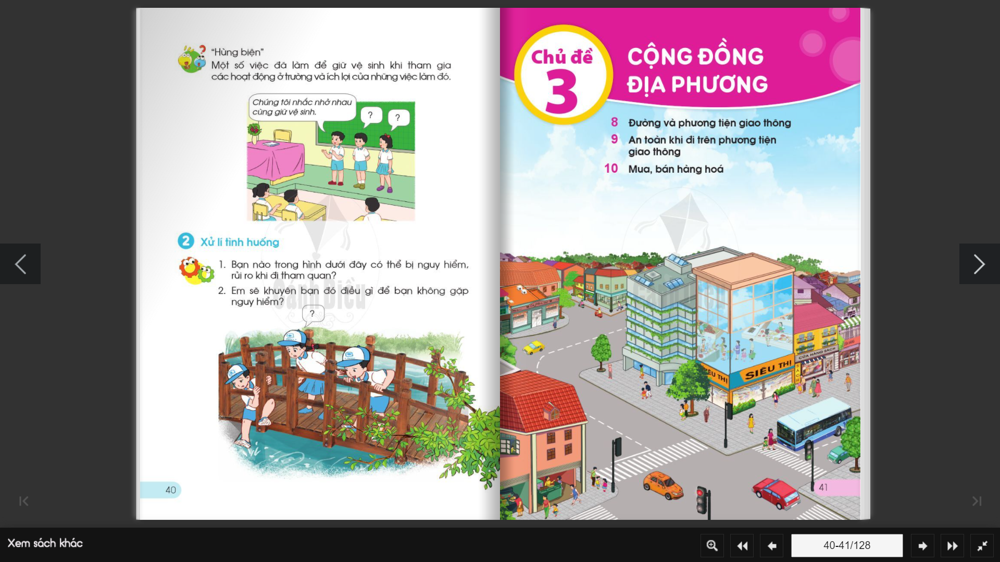 “Hùng biện”
Một số việc đã làm để giữ vệ sinh khi tham gia
các hoạt động ở trường và ích lợi của những việc làm đó.
Chúng tôi nhắc nhở nhau
cùng giữ vệ sinh.
?
?
2 Xử lí tình huống
1. Bạn nào trong hình dưới đây có thể bị nguy hiểm,
rủi ro khi đi tham quan?
2. Em sẽ khuyên bạn đó điều gì để bạn không gặp
nguy hiểm?
?
Cánh Diều
40
Chủ đề
3
CỘNG ĐỒNG
ĐỊA PHƯƠNG
8 Đường và phương tiện giao thông
9 An toàn khi đi trên phương tiện
giao thông
10 Mua, bán hàng hoá
SIÊU THỊ
SIÊU THỊ
CỬA HÀNG SÁCH
SÁCH
41
Xem sách khác
40-41/128